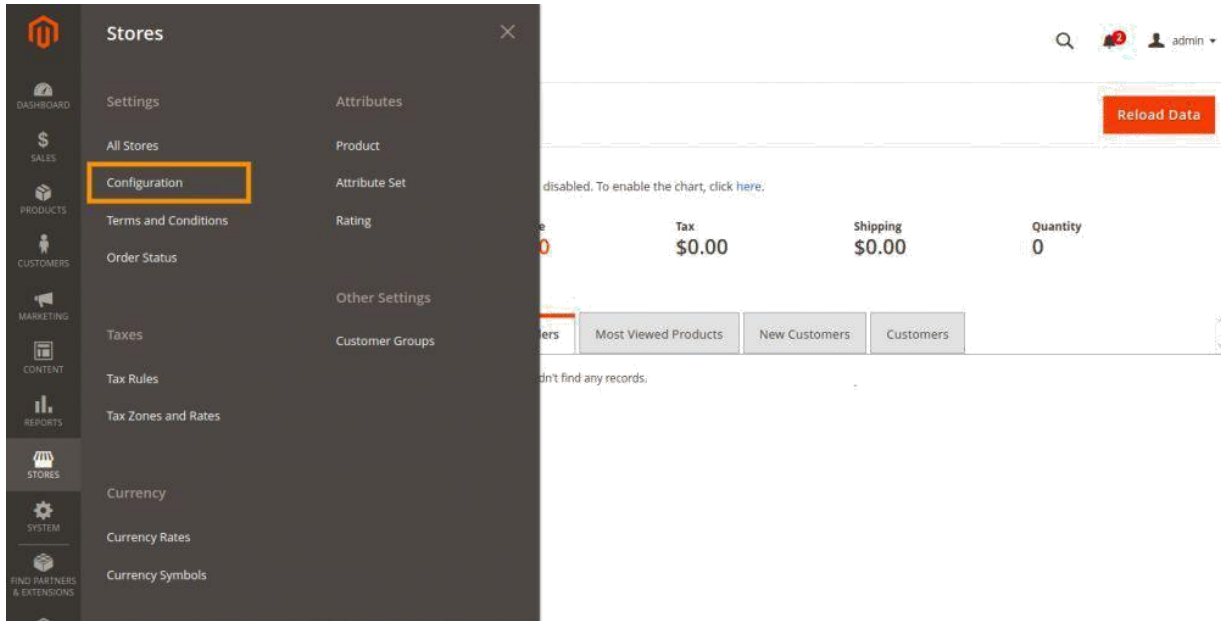 DASHBOARD
SALES
PRODUCTS
CUSTOMERS
MARKETING
CONTENT
REPORTS
STORES
SYSTEM
FIND PARTNERS
& EXTENSIONS
Stores
Settings
All Stores
Configuration
Terms and Conditions
Order Status
Taxes
Tax Rules
Tax Zones and Rates
Currency
Currency Rates
Currency Symbols
Attributes
Product
Attribute Set
Rating
Other Settings
Customer Groups
2
admin
Reload Data
disabled. To enable the chart, click here.
e Tax Shipping Quantity
0 $0.00 $0.00 0
ers Most Viewed Products New Customers Customers
dn't find any records.